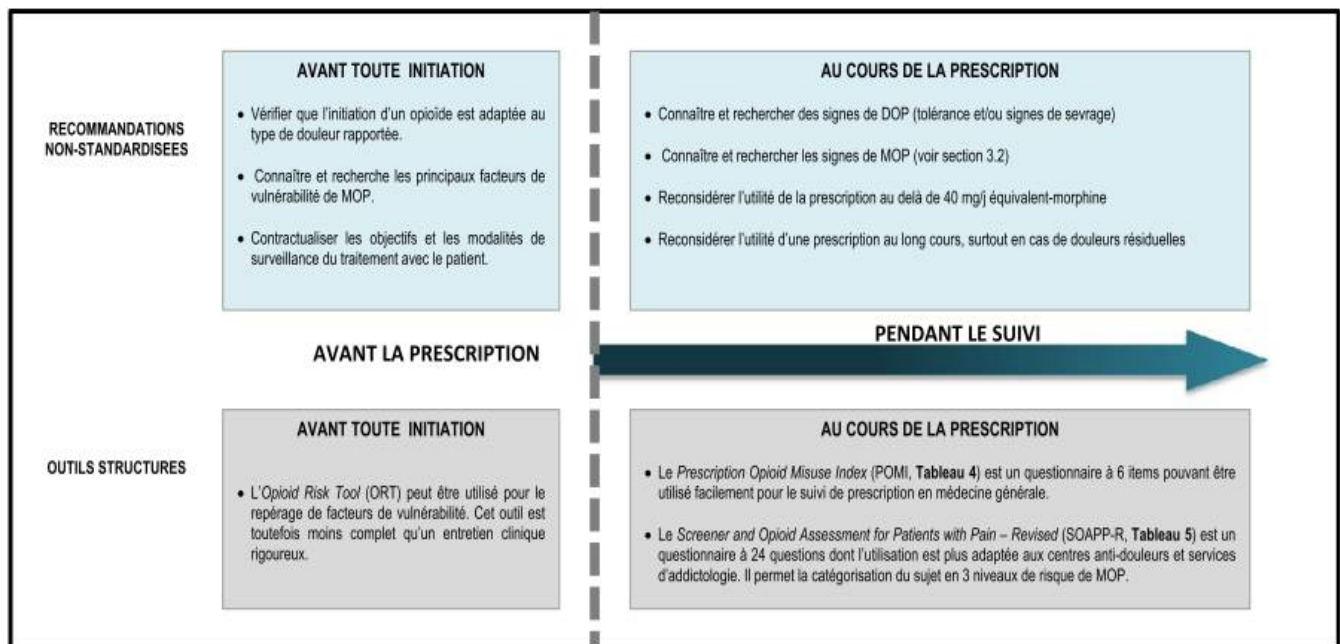 RECOMMANDATIONS
NON-STANDARDISEES
AVANT TOUTE INITIATION
• Vérifier que l'initiation d'un opioïde est adaptée au
type de douleur rapportée.
• Connaître et recherche les principaux facteurs de
vulnérabilité de MOP.
• Contractualiser les objectifs et les modalités de
surveillance du traitement avec le patient.
AU COURS DE LA PRESCRIPTION
• Connaître et rechercher des signes de DOP (tolérance et/ou signes de sevrage)
• Connaître et rechercher les signes de MOP (voir section 3.2)
• Reconsidérer l'utilité de la prescription au delà de 40 mg/j équivalent-morphine
• Reconsidérer l'utilité d'une prescription au long cours, surtout en cas de douleurs résiduelles
AVANT LA PRESCRIPTION
PENDANT LE SUIVI
OUTILS STRUCTURES
AVANT TOUTE INITIATION
• L'Opioid Risk Tool (ORT) peut être utilisé pour le
repérage de facteurs de vulnérabilité. Cet outil est
toutefois moins complet qu'un entretien clinique
rigoureux.
AU COURS DE LA PRESCRIPTION
• Le Prescription Opioid Misuse Index (POMI, Tableau 4) est un questionnaire à 6 items pouvant être
utilisé facilement pour le suivi de prescription en médecine générale.
• Le Screener and Opioid Assessment for Patients with Pain – Revised (SOAPP-R, Tableau 5) est un
questionnaire à 24 questions dont l'utilisation est plus adaptée aux centres anti-douleurs et services
d'addictologie. Il permet la catégorisation du sujet en 3 niveaux de risque de MOP.